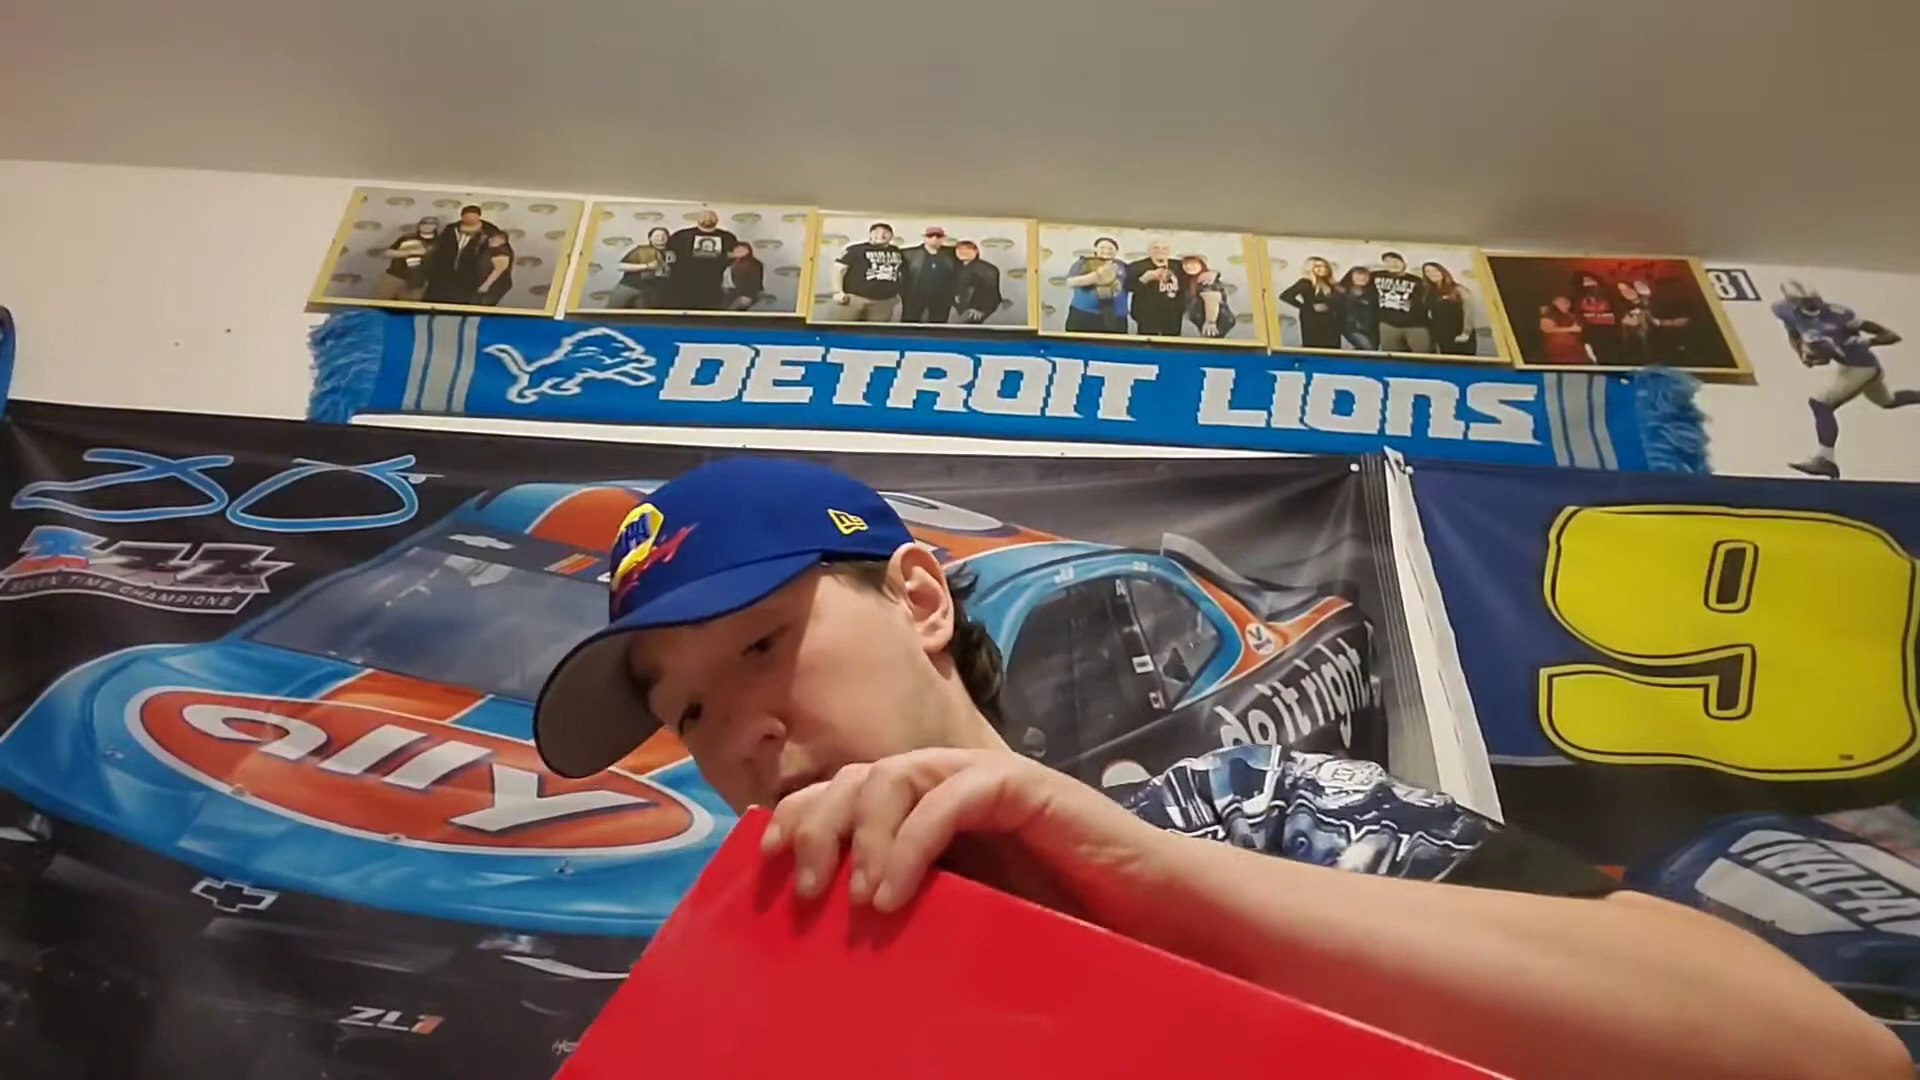 81
DETROIT LIONS
SEVEN TIME CHAMPIONS
ally
do it right.
9
NAPA
ZL1